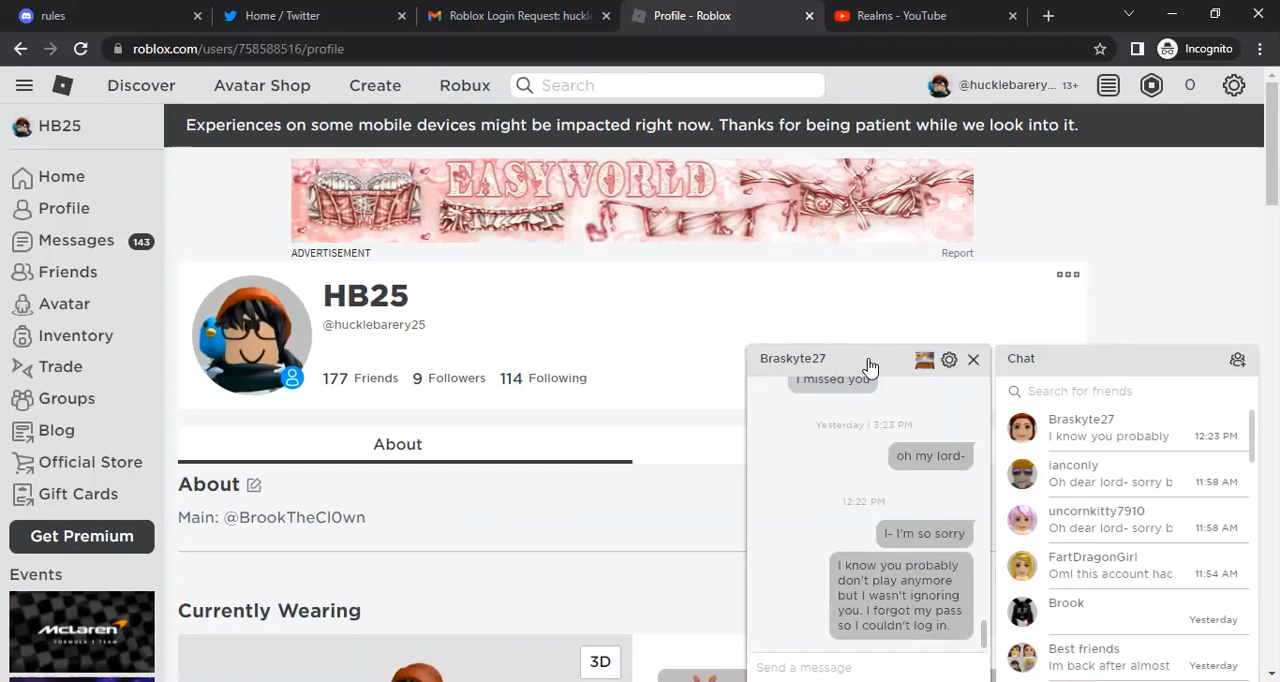 rules
Home / Twitter
Roblox Login Request: huckle
Profile - Roblox
Realms - YouTube
roblox.com/users/758588516/profile
Incognito
Discover
Avatar Shop
Create
Robux
Search
@hucklebarery... 13+
0
HB25
Experiences on some mobile devices might be impacted right now. Thanks for being patient while we look into it.
Home
Profile
Messages 143
Friends
Avatar
Inventory
Trade
Groups
Blog
Official Store
Gift Cards
Get Premium
Events
McLaren
FORMULA 1 TEAM
EASYWORLD
ADVERTISEMENT
Report
HB25
@hucklebarery25
177 Friends
9 Followers
114 Following
About
About
Main: @BrookTheCl0wn
Currently Wearing
3D
Braskyte27
I missed you
Yesterday | 3:23 PM
oh my lord-
12:22 PM
I- I'm so sorry
I know you probably
don't play anymore
but I wasn't ignoring
you. I forgot my pass
so I couldn't log in.
Send a message
Chat
Search for friends
Braskyte27
I know you probably 12:23 PM
ianconly
Oh dear lord- sorry b 11:58 AM
uncornkitty7910
Oh dear lord- sorry b 11:58 AM
FartDragonGirl
Oml this account hac 11:54 AM
Brook
Yesterday
Best friends
Im back after almost Yesterday